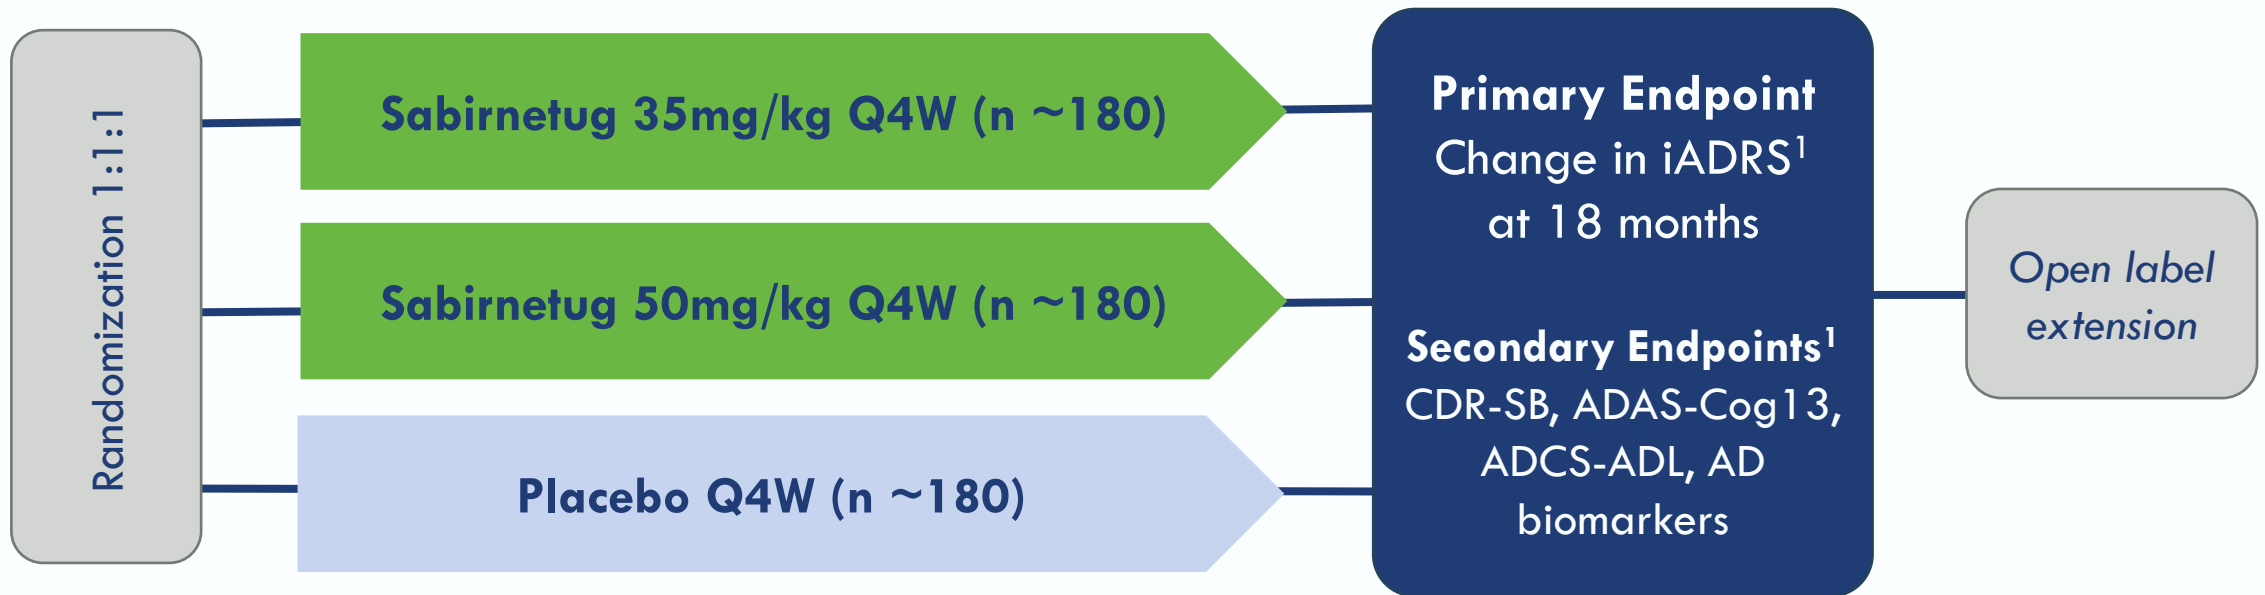 Randomization 1:1:1
Sabirnetug 35mg/kg Q4W (n ~180)
Sabirnetug 50mg/kg Q4W (n ~180)
Placebo Q4W (n ~180)
Primary Endpoint
Change in iADRS¹
at 18 months
Secondary Endpoints¹
CDR-SB, ADAS-Cog13,
ADCS-ADL, AD
biomarkers
Open label
extension